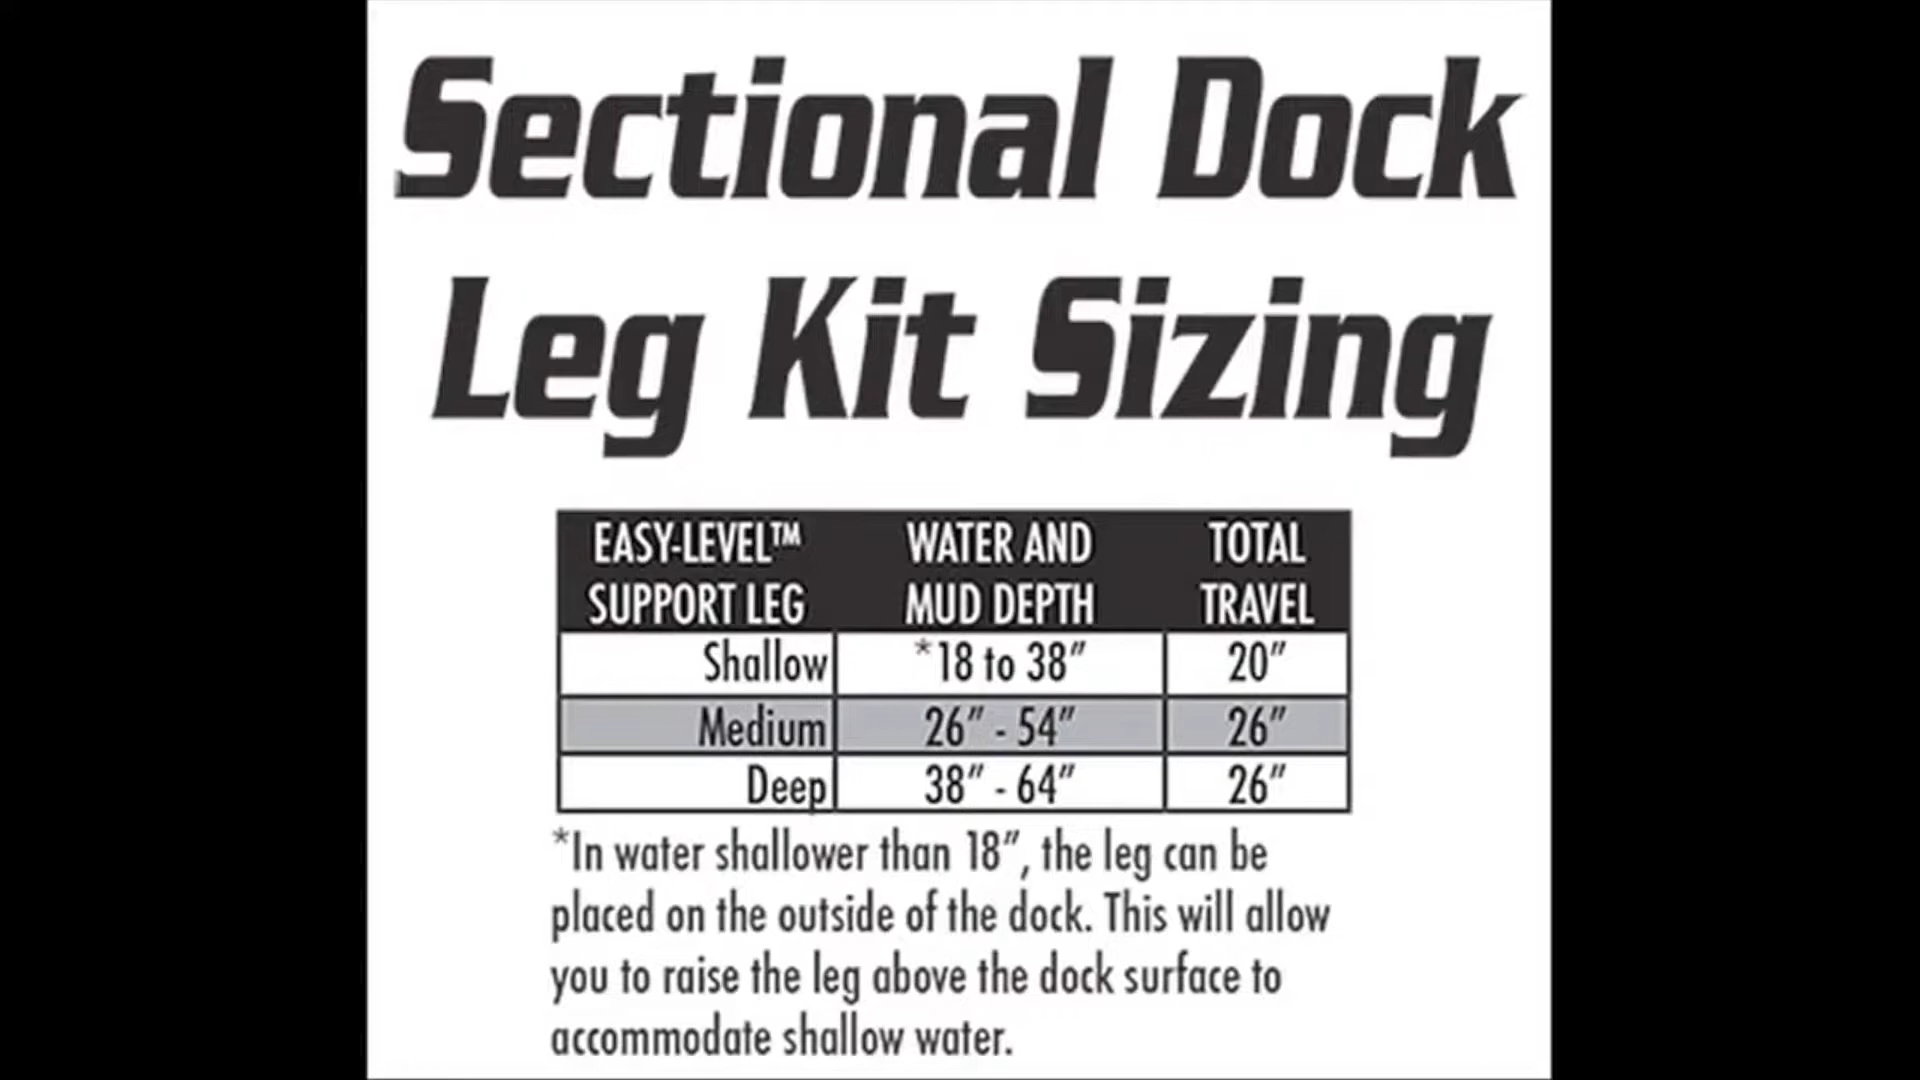 Sectional Dock
Leg Kit Sizing
EASY-LEVEL™ WATER AND TOTAL
SUPPORT LEG MUD DEPTH TRAVEL
Shallow *18 to 38” 20”
Medium 26” - 54” 26”
Deep 38” - 64” 26”
*In water shallower than 18”, the leg can be
placed on the outside of the dock. This will allow
you to raise the leg above the dock surface to
accommodate shallow water.